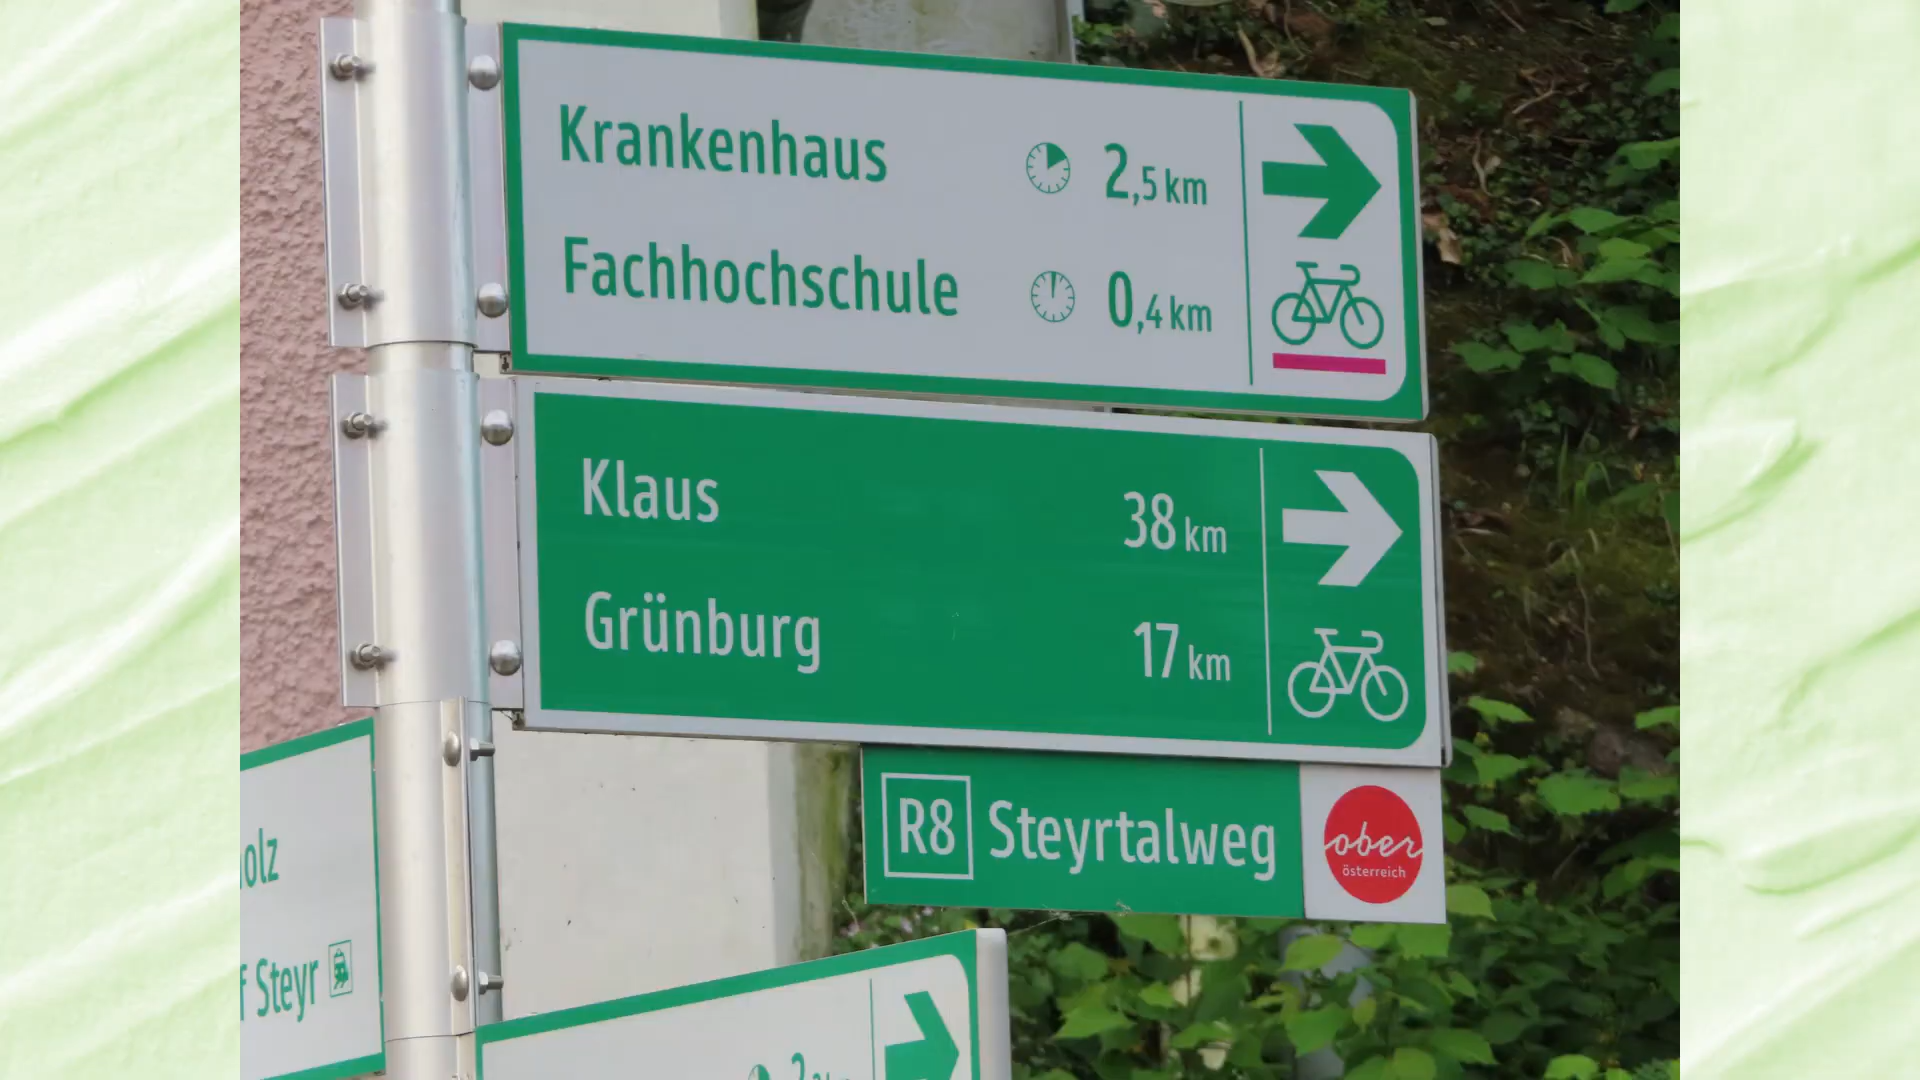 Krankenhaus 2,5 km
Fachhochschule 0,4 km
Klaus 38 km
Grünburg 17 km
R8 Steyrtalweg
ober
österreich
Steyr